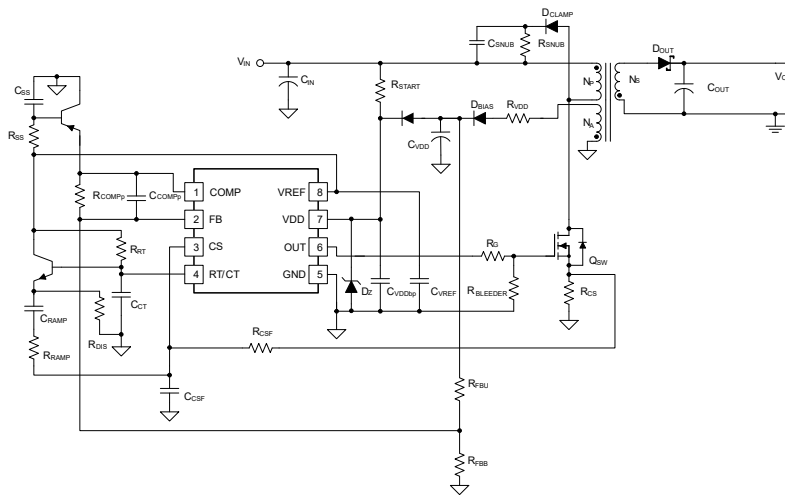 DCLAMP
CSNUB
RSNUB
VIN
CIN
RSTART
NP
NS
DOUT
COUT
VO
CSS
RSS
DBIAS
RVDD
NA
CVDD
RCOMPp
CCOMPp
1 COMP
VREF 8
2 FB
VDD 7
3 CS
OUT 6
4 RT/CT
GND 5
RRT
CCT
RG
QSW
DZ
CVDDbp
CVREF
RBLEEDER
RCS
CRAMP
RDIS
RRAMP
RCSF
CCSF
RFBU
RFBB